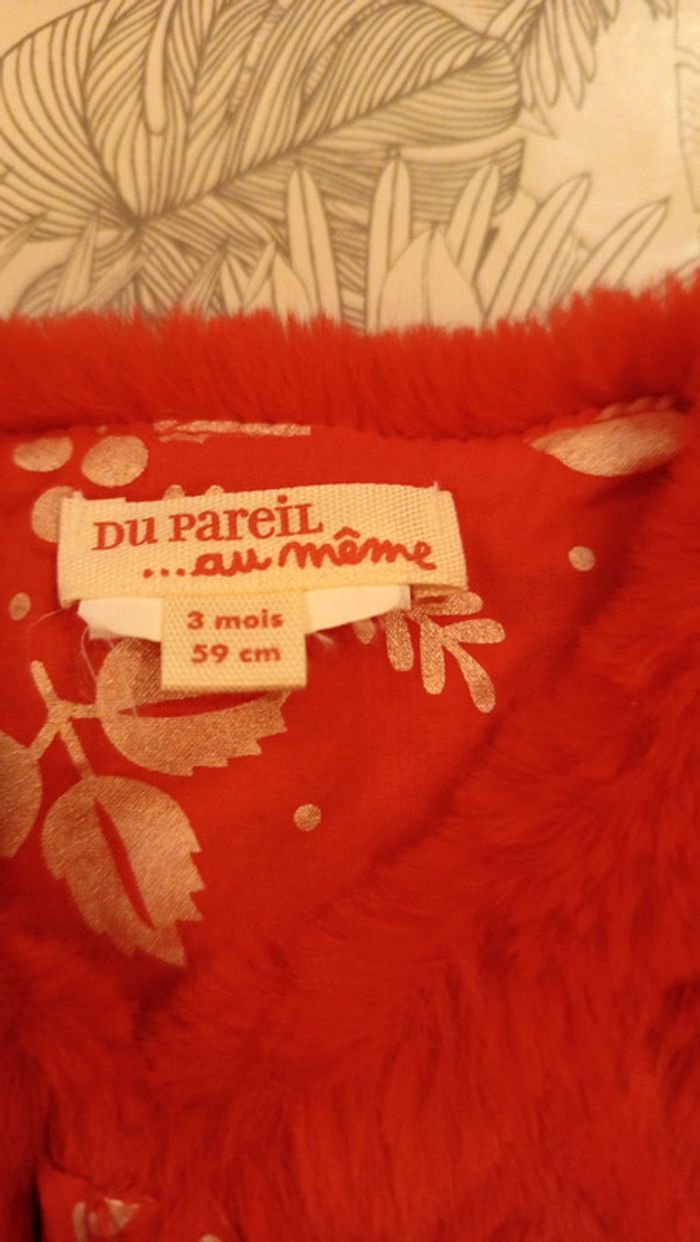 Du Pareil
...au même
3 mois
59 cm